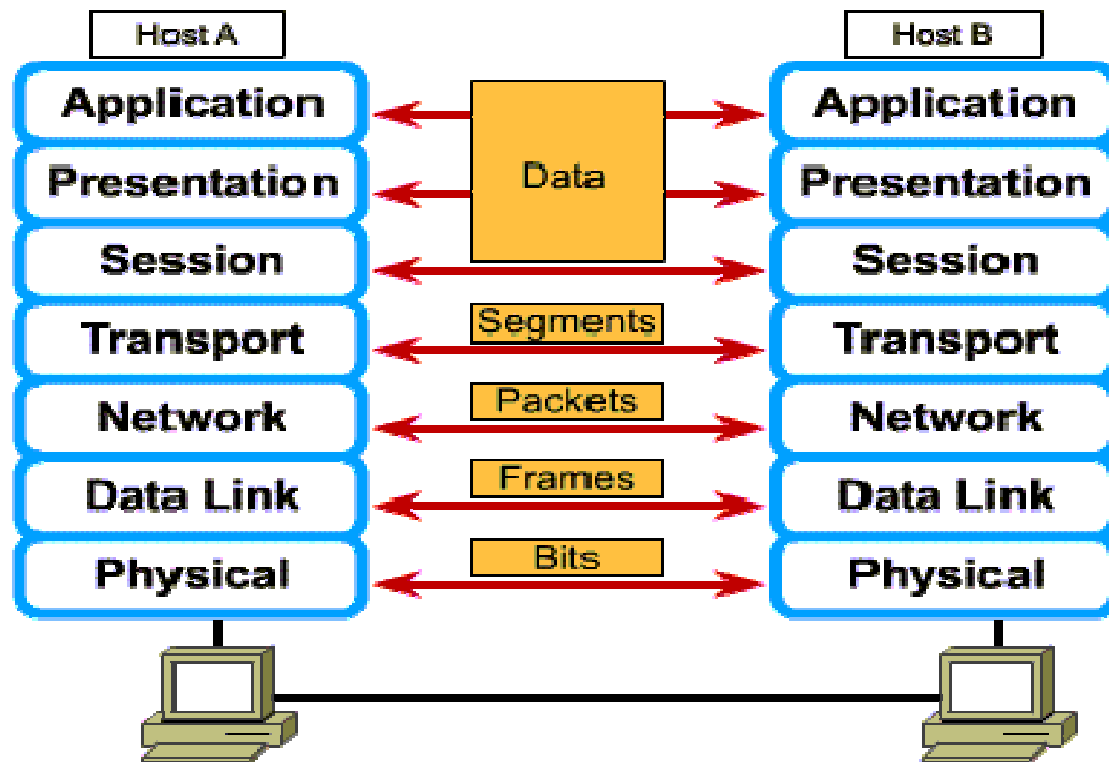 Host A
Host B
Application
Application
Presentation
Data
Presentation
Session
Session
Segments
Transport
Transport
Packets
Network
Network
Frames
Data Link
Data Link
Bits
Physical
Physical